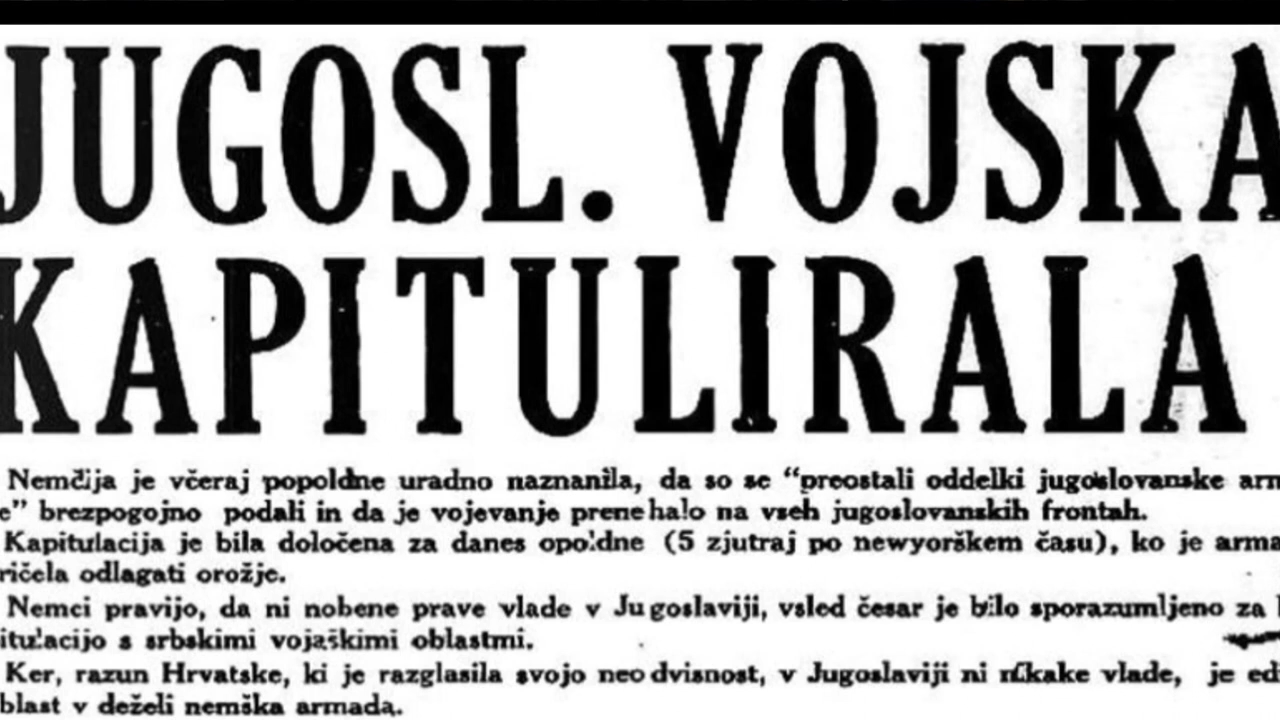 JUGOSL. VOJSKA
KAPITULIRALA
Nemčija je včeraj popoldne uradno naznanila, da so se “preostali oddelki jugoslovanske arm
e” brezpogojno podali in da je vojevanje prenehalo na vseh jugoslovanskih frontah.
Kapitulacija je bila določena za danes opoldne (5 zjutraj po newyorškem času), ko je arma
ričela odlagati orožje.
Nemci pravijo, da ni nobene prave vlade v Jugoslaviji, vsled česar je bilo sporazumljeno za
itulacijo s srbskimi vojaškimi oblastmi.
Ker, razun Hrvatske, ki je razglasila svojo neodvisnost, v Jugoslaviji ni nikake vlade, je ed
blast v deželi nemška armada.